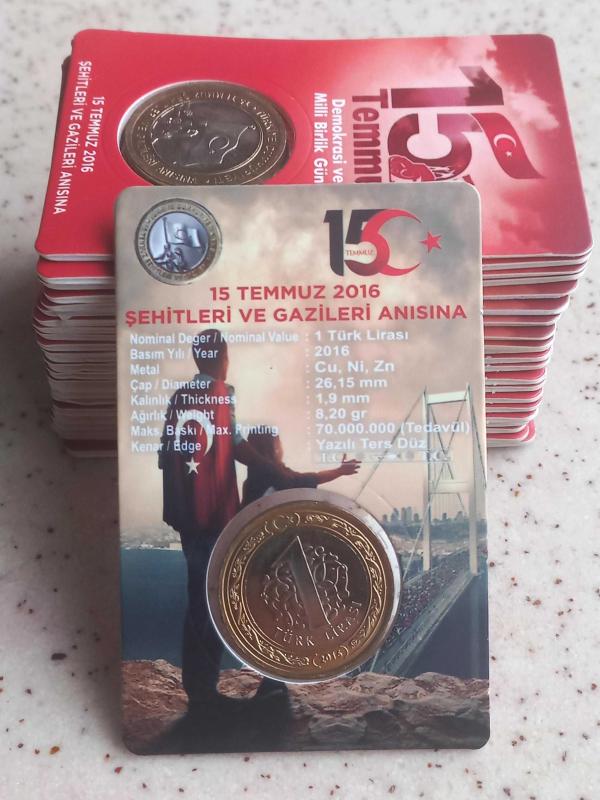 15
Temmuz
Demokrasi ve
Milli Birlik Gün
15 TEMMUZ 2016
ŞEHİTLERİ VE GAZİLERİ ANISINA
15
TEMMUZ
15 TEMMUZ 2016
ŞEHİTLERİ VE GAZİLERİ ANISINA
Nominal Deger / Nominal Value : 1 Türk Lirası
Basım Yılı / Year : 2016
Metal : Cu, Ni, Zn
Çap / Diameter : 26,15 mm
Kalınlık / Thickness : 1,9 mm
Ağırlık / Weight : 8,20 gr
Maks. Baskı / Max. Printing : 70.000.000 (Tedavül)
Kenar / Edge : Yazılı Ters Düz
1
TÜRK LİRASI
2016